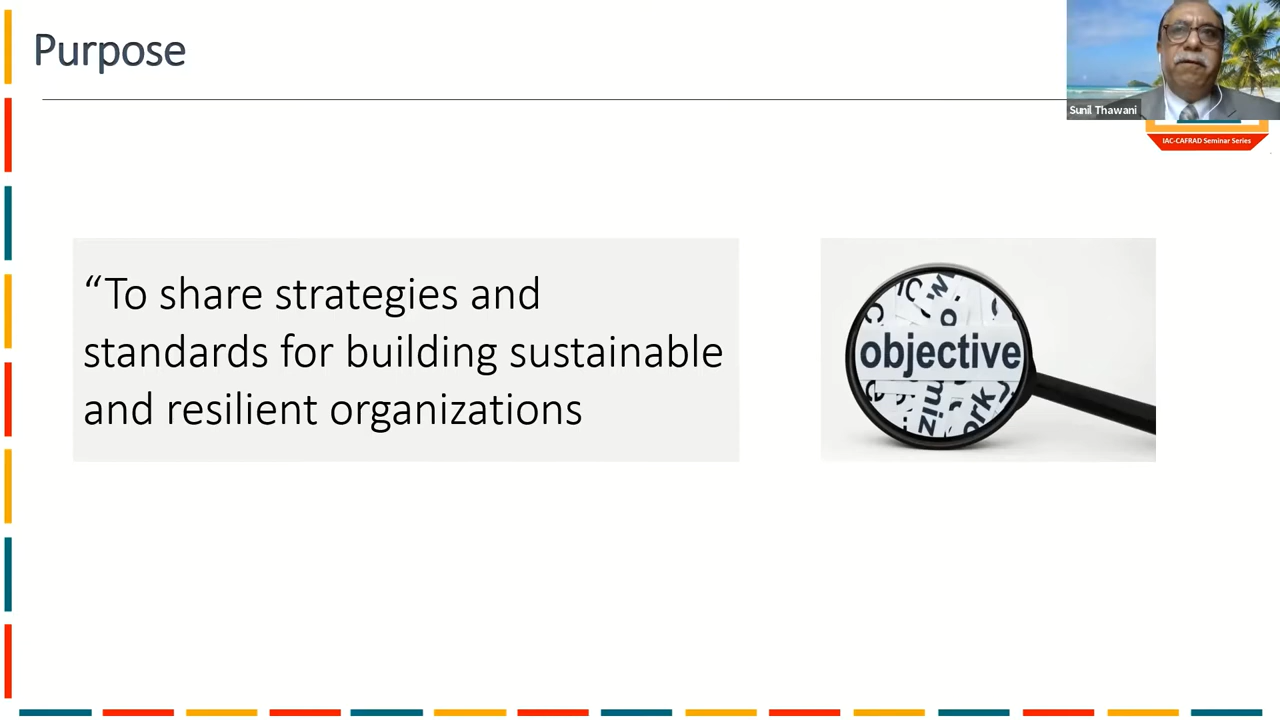 Purpose
Sunil Thawani
IAC-CAFRAD Seminar Series
“To share strategies and
standards for building sustainable
and resilient organizations
objective